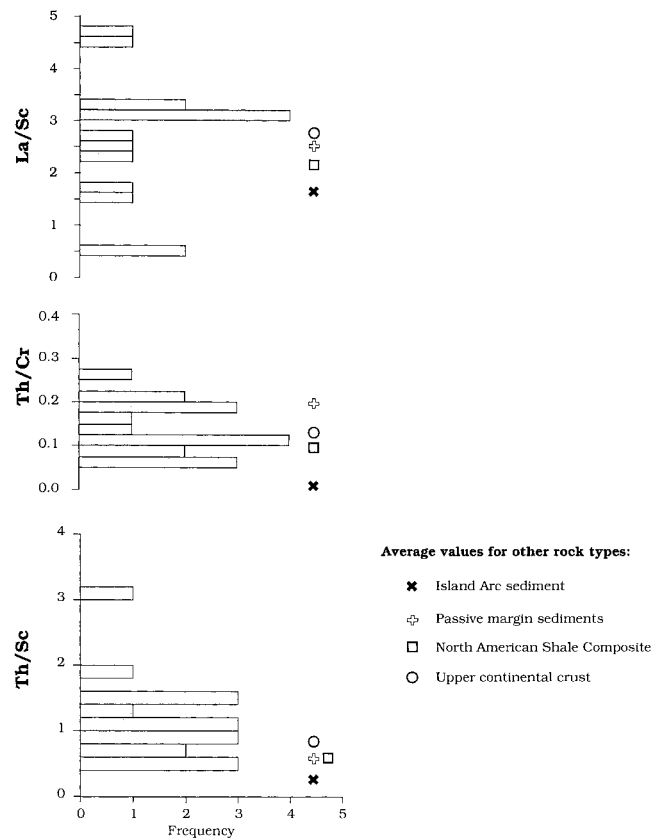 La/Sc
5
4
3
2
1
0
Th/Cr
0.4
0.3
0.2
0.1
0.0
Th/Sc
4
3
2
1
0
0 1 2 3 4 5
Frequency
Average values for other rock types:
Island Arc sediment
Passive margin sediments
North American Shale Composite
Upper continental crust